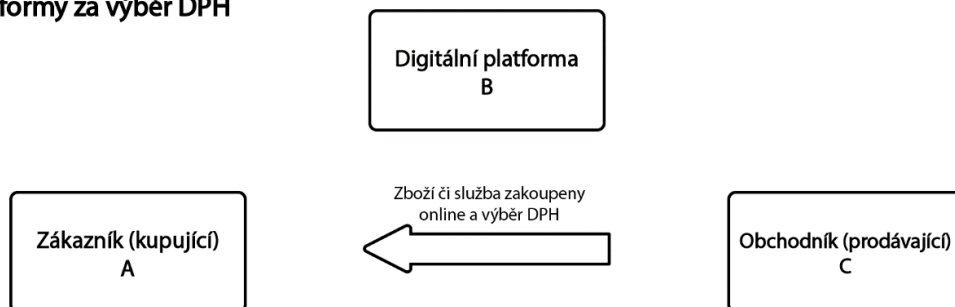 formy za výběr DPH
Digitální platforma
B
Zboží či služba zakoupeny
online a výběr DPH
Zákazník (kupující)
A
Obchodník (prodávající)
C